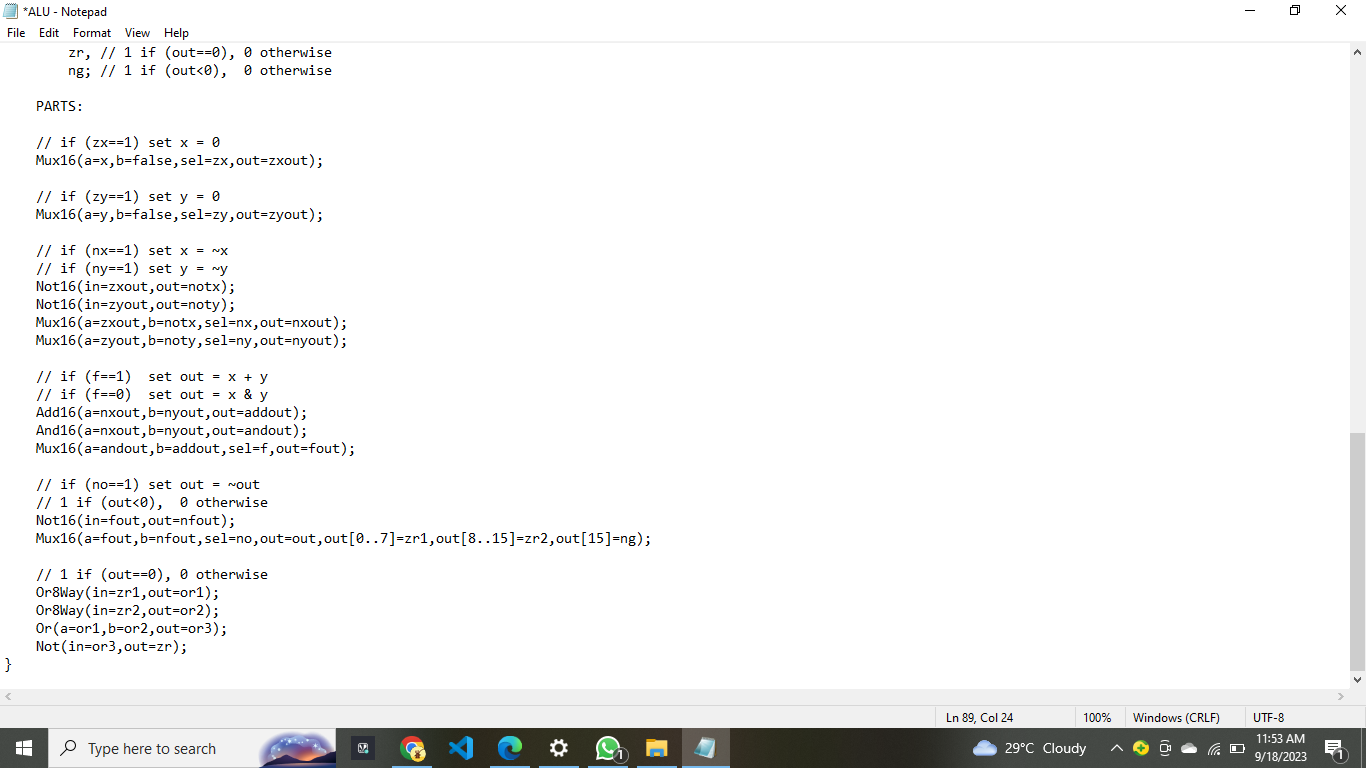 *ALU - Notepad
File Edit Format View Help
zr, // 1 if (out==0), 0 otherwise
ng; // 1 if (out<0),  0 otherwise
PARTS:
// if (zx==1) set x = 0
Mux16(a=x,b=false,sel=zx,out=zxout);
// if (zy==1) set y = 0
Mux16(a=y,b=false,sel=zy,out=zyout);
// if (nx==1) set x = ~x
// if (ny==1) set y = ~y
Not16(in=zxout,out=notx);
Not16(in=zyout,out=noty);
Mux16(a=zxout,b=notx,sel=nx,out=nxout);
Mux16(a=zyout,b=noty,sel=ny,out=nyout);
// if (f==1)  set out = x + y
// if (f==0)  set out = x & y
Add16(a=nxout,b=nyout,out=addout);
And16(a=nxout,b=nyout,out=andout);
Mux16(a=andout,b=addout,sel=f,out=fout);
// if (no==1) set out = ~out
// 1 if (out<0),  0 otherwise
Not16(in=fout,out=nfout);
Mux16(a=fout,b=nfout,sel=no,out=out,out[0..7]=zr1,out[8..15]=zr2,out[15]=ng);
// 1 if (out==0), 0 otherwise
Or8Way(in=zr1,out=or1);
Or8Way(in=zr2,out=or2);
Or(a=or1,b=or2,out=or3);
Not(in=or3,out=zr);
}
Ln 89, Col 24 100% Windows (CRLF) UTF-8
Type here to search 1 29°C Cloudy 11:53 AM 1
9/18/2023